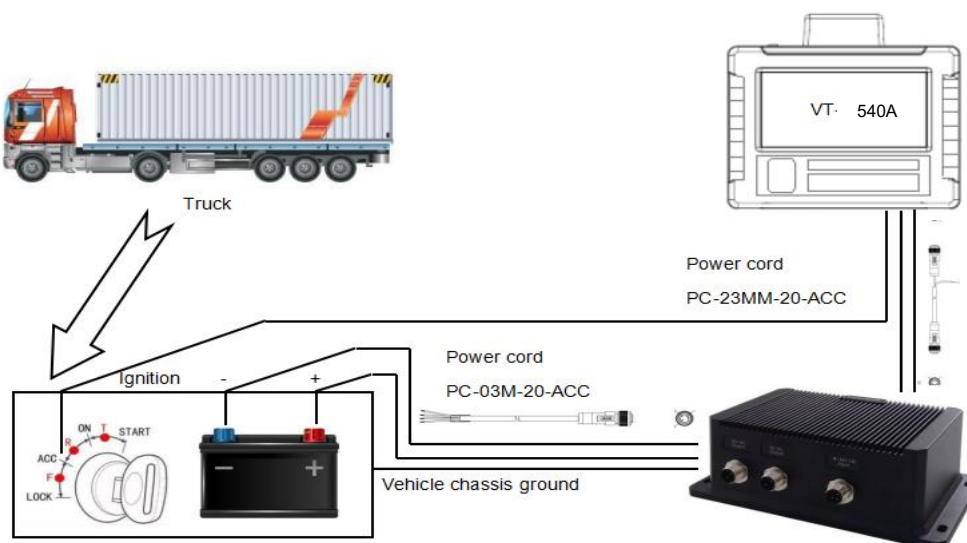 VT· 540A
Truck
Power cord
PC-23MM-20-ACC
Power cord
PC-03M-20-ACC
Ignition
- +
ON T START
R
ACC
F
LOCK
- +
Vehicle chassis ground